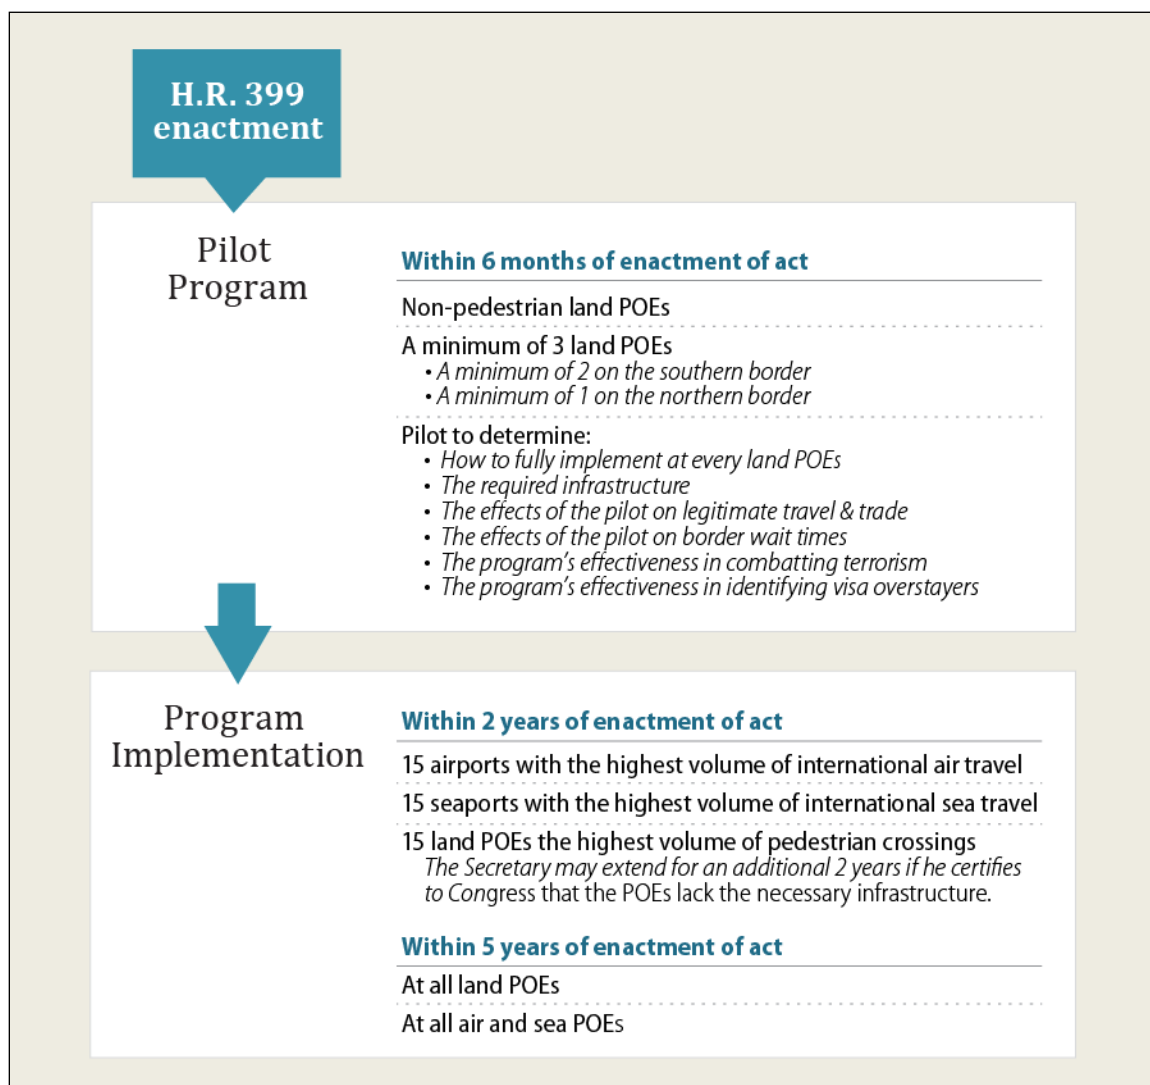 H.R. 399
enactment
Pilot
Program
Within 6 months of enactment of act
Non-pedestrian land POEs
A minimum of 3 land POEs
• A minimum of 2 on the southern border
• A minimum of 1 on the northern border
Pilot to determine:
• How to fully implement at every land POEs
• The required infrastructure
• The effects of the pilot on legitimate travel & trade
• The effects of the pilot on border wait times
• The program's effectiveness in combatting terrorism
• The program's effectiveness in identifying visa overstayers
Program
Implementation
Within 2 years of enactment of act
15 airports with the highest volume of international air travel
15 seaports with the highest volume of international sea travel
15 land POEs the highest volume of pedestrian crossings
The Secretary may extend for an additional 2 years if he certifies
to Congress that the POEs lack the necessary infrastructure.
Within 5 years of enactment of act
At all land POEs
At all air and sea POEs